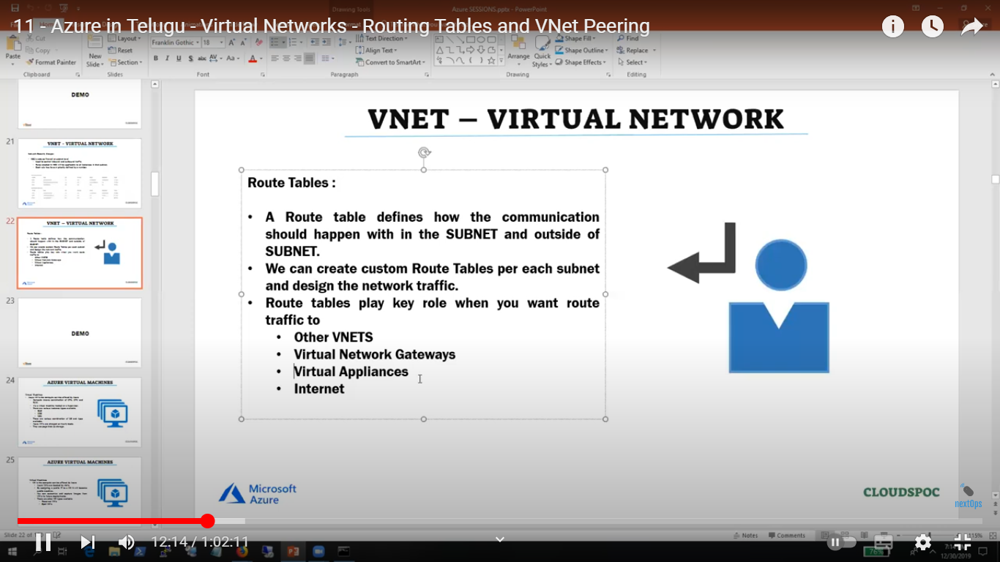 Drawing Tools
Azure SESSIONS.pptx - PowerPoint
11 - Azure in Telugu - Virtual Networks - Routing Tables and VNet Peering
Cut
Copy
Format Painter
Paste
Clipboard
New
Slide
Layout
Reset
Section
Slides
Franklin Gothic
18
Font
Text Direction
Align Text
Convert to SmartArt
Paragraph
Arrange
Quick
Styles
Shape Fill
Shape Outline
Shape Effects
Drawing
Find
Replace
Select
Editing
DEMO
21
VNET - VIRTUAL NETWORK
22
VNET – VIRTUAL NETWORK
23
DEMO
24
AZURE VIRTUAL MACHINES
25
AZURE VIRTUAL MACHINES
VNET – VIRTUAL NETWORK
Route Tables :
• A Route table defines how the communication
should happen with in the SUBNET and outside of
SUBNET.
• We can create custom Route Tables per each subnet
and design the network traffic.
• Route tables play key role when you want route
traffic to
• Other VNETS
• Virtual Network Gateways
• Virtual Appliances
• Internet
Microsoft
Azure
CLOUDSPOC
nextOps
Slide 22 of
Notes
Comments
12:14 / 1:02:11
76%
12/30/2019